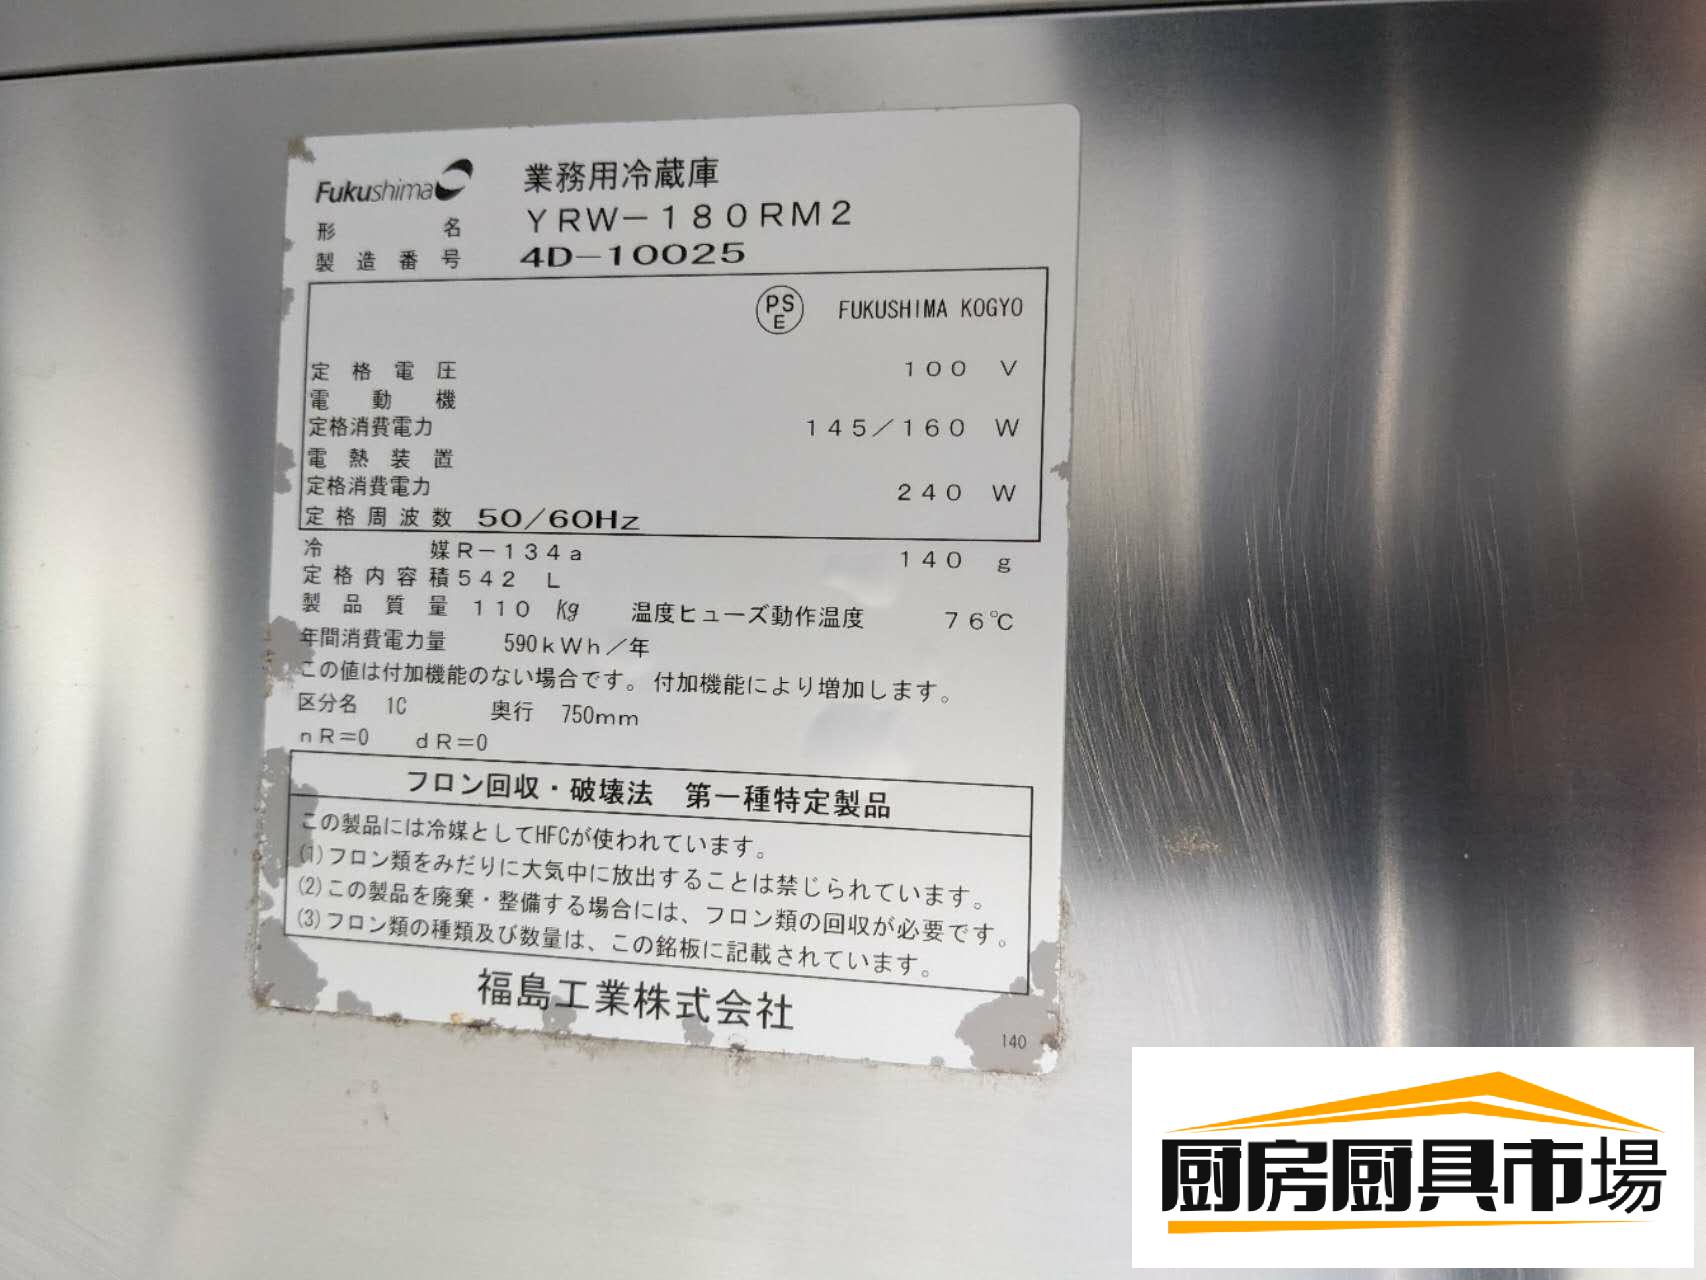 Fukushima 業務用冷蔵庫
形名 YRW-180RM2
製造番号 4D-10025
PSE FUKUSHIMA KOGYO
定格電圧 100 V
電動機
定格消費電力 145/160 W
電熱装置
定格消費電力 240 W
定格周波数 50/60Hz
冷媒 R-134a 140 g
定格内容積 542 L
製品質量 110 kg 温度ヒューズ動作温度 76℃
年間消費電力量 590kWh/年
この値は付加機能のない場合です。付加機能により増加します。
区分名 1C 奥行 750mm
nR=0 dR=0
フロン回収・破壊法 第一種特定製品
この製品には冷媒としてHFCが使われています。
(1)フロン類をみだりに大気中に放出することは禁じられています。
(2)この製品を廃棄・整備する場合には、フロン類の回収が必要です。
(3)フロン類の種類及び数量は、この銘板に記載されています。
福島工業株式会社
140
厨房厨具市場